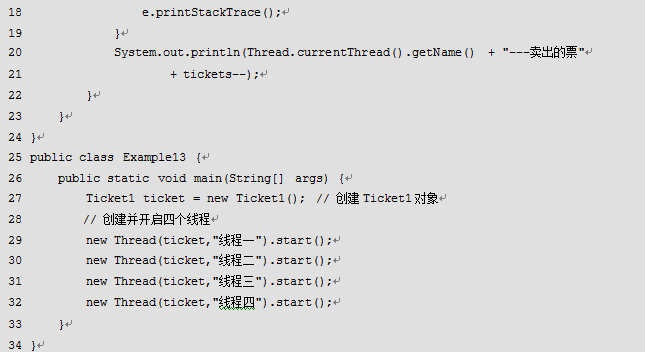 18 e.printStackTrace();↵
19 }↵
20 System.out.println(Thread.currentThread().getName() + "---卖出的票"↵
21 + tickets--);↵
22 }↵
23 }↵
24 }↵
25 public class Example13 {↵
26 public static void main(String[] args) {↵
27 Ticket1 ticket = new Ticket1(); // 创建 Ticket1 对象↵
28 // 创建并开启四个线程↵
29 new Thread(ticket,"线程一").start();↵
30 new Thread(ticket,"线程二").start();↵
31 new Thread(ticket,"线程三").start();↵
32 new Thread(ticket,"线程四").start();↵
33 }↵
34 }↵